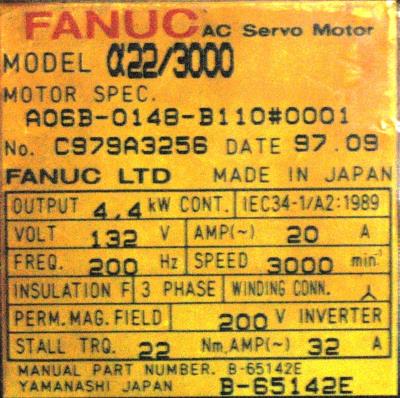 FANUC AC Servo Motor
MODEL α22/3000
MOTOR SPEC.
A06B-0148-B110#0001
No. C979A3256 DATE 97.09
FANUC LTD MADE IN JAPAN
OUTPUT 4,4 kW CONT. IEC34-1/A2:1989
VOLT 132 V AMP(~) 20 A
FREQ. 200 Hz SPEED 3000 min⁻¹
INSULATION F 3 PHASE WINDING CONN. 人
PERM.MAG.FIELD 200 V INVERTER
STALL TRQ. 22 Nm,AMP(~) 32 A
MANUAL PART NUMBER. B-65142E
YAMANASHI JAPAN B-65142E